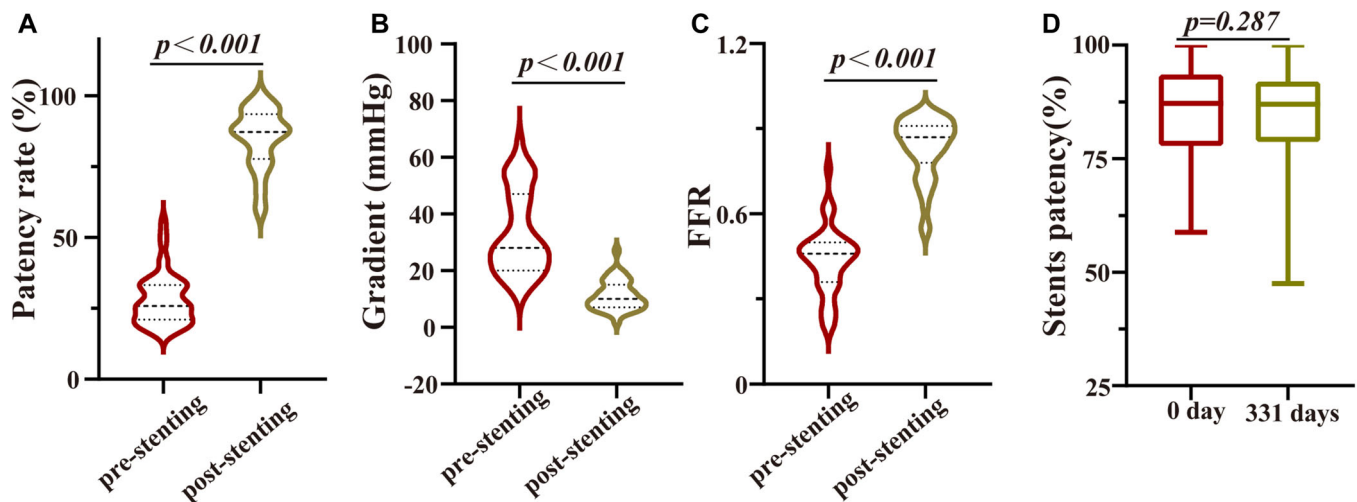 A
p<0.001
Patency rate (%)
100
50
0
pre-stenting
post-stenting
B
p<0.001
Gradient (mmHg)
100
80
60
40
20
0
-20
pre-stenting
post-stenting
C
p<0.001
FFR
1.2
0.6
0
pre-stenting
post-stenting
D
p=0.287
Stents patency(%)
100
75
50
25
0 day
331 days